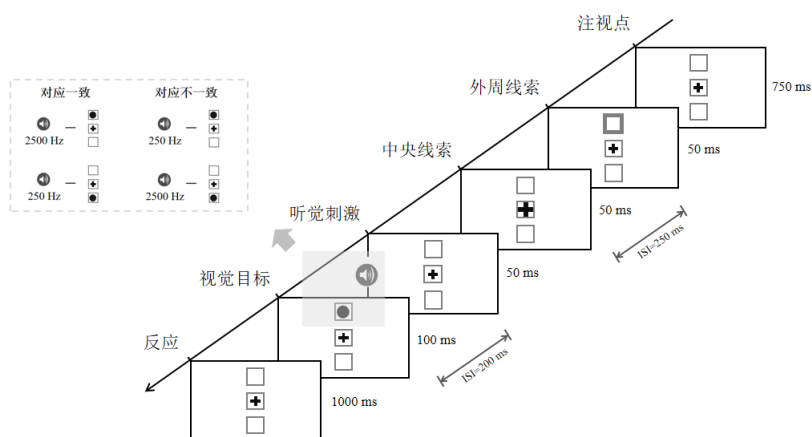 注视点
750 ms
外周线索
50 ms
中央线索
50 ms
ISI=250 ms
听觉刺激
50 ms
视觉目标
100 ms
ISI=200 ms
反应
1000 ms
对应一致 对应不一致
2500 Hz 250 Hz
250 Hz 2500 Hz